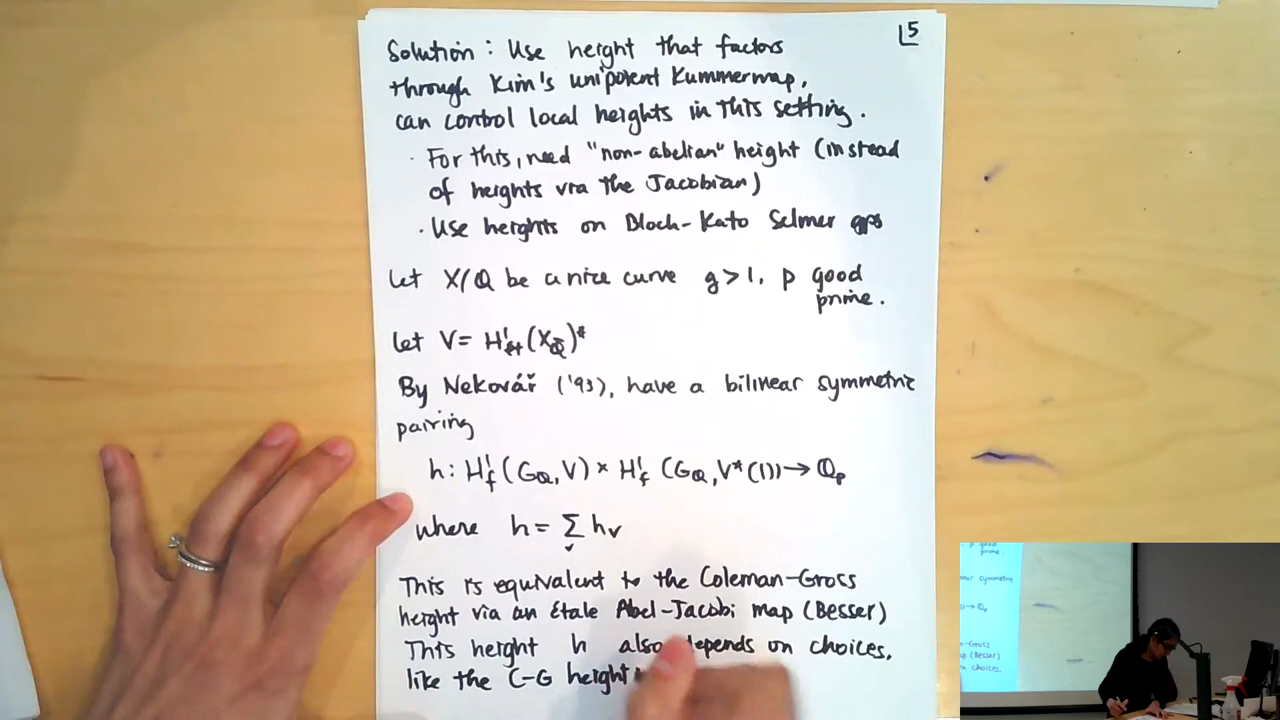 5
Solution: Use height that factors
through Kim's unipotent Kummer map,
can control local heights in this setting.
· For this, need "non-abelian" height (instead
of heights via the Jacobian)
· Use heights on Bloch-Kato Selmer gps
Let X/ℚ be a nice curve g>1, p good
prime.
Let V = H¹ₑₜ(X_ℚ̄)*
By Nekovář ('93), have a bilinear symmetric
pairing
h: H¹_f(G_ℚ, V) × H¹_f(G_ℚ, V*(1)) → ℚ_p
where h = Σ_v h_v
This is equivalent to the Coleman-Gross
height via an étale Abel-Jacobi map (Besser)
This height h also depends on choices,
like the C-G height